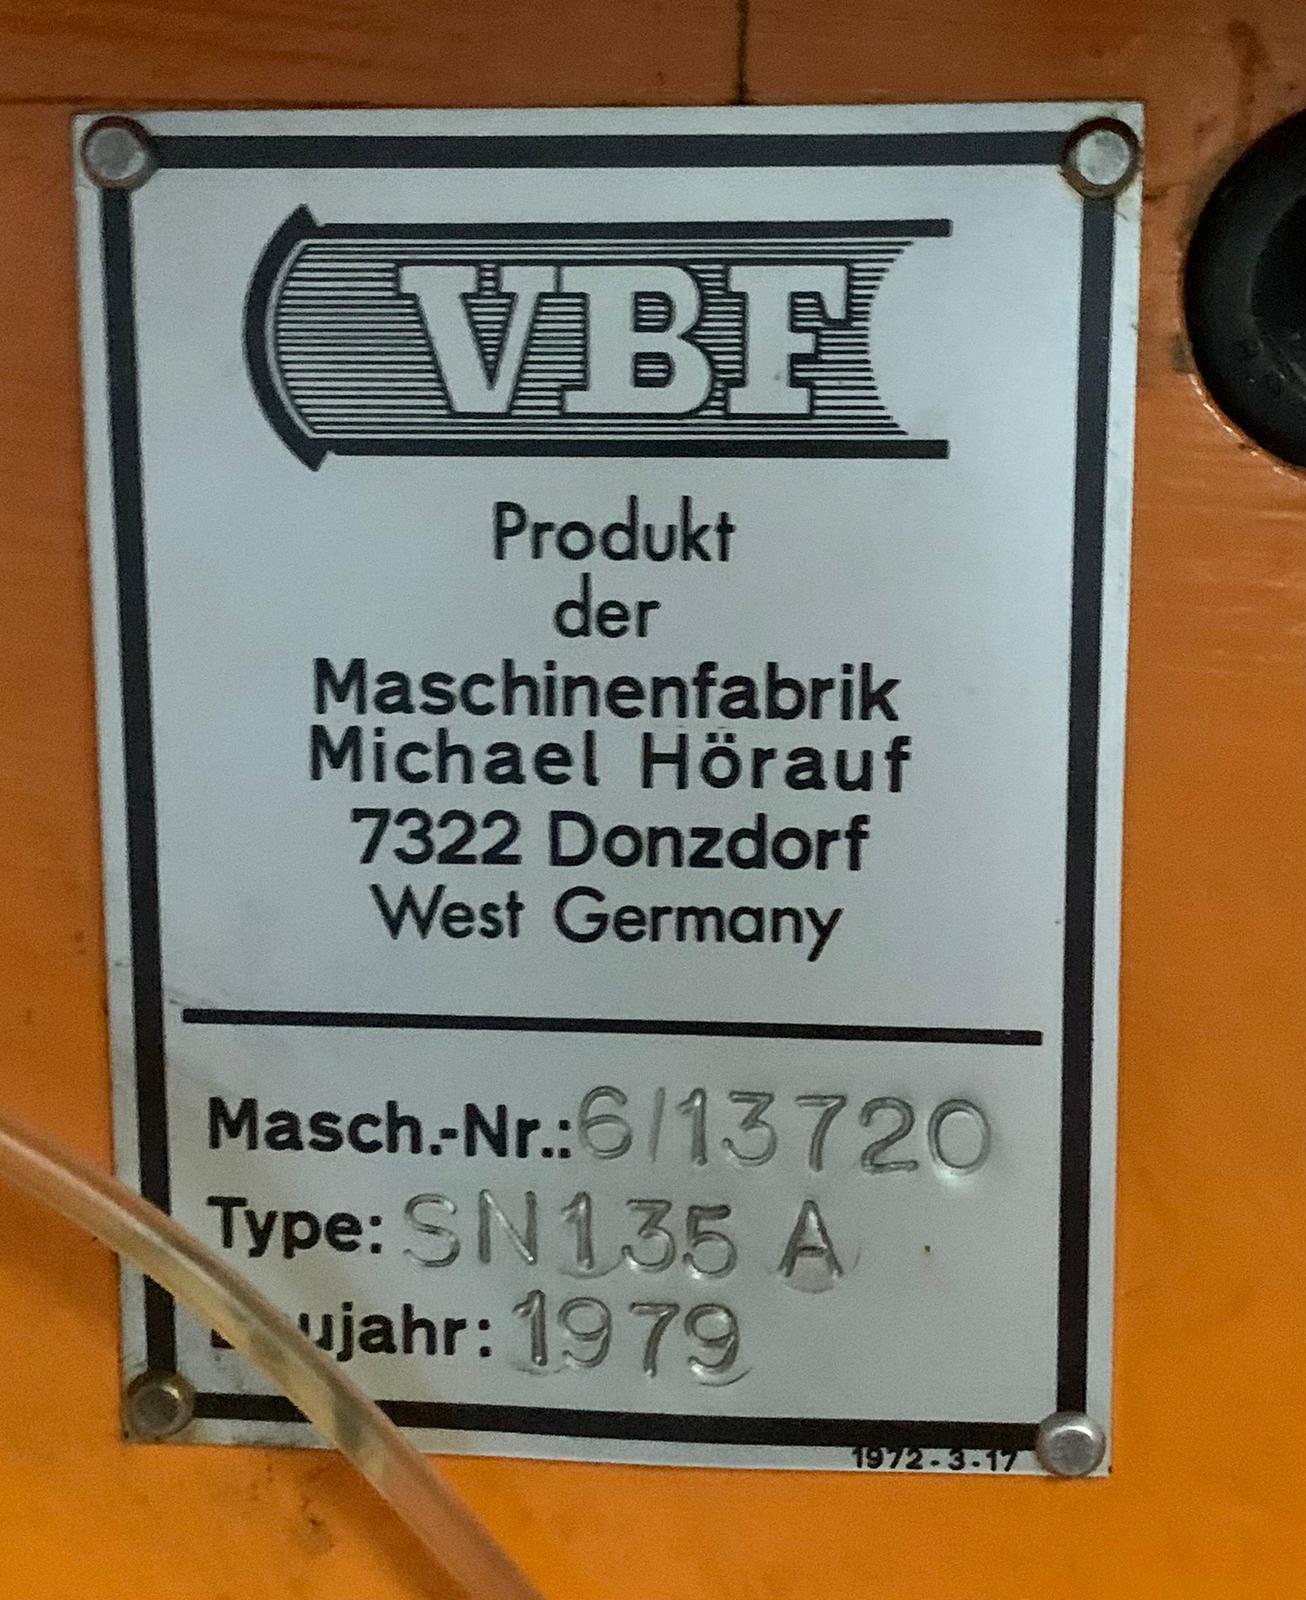 VBF
Produkt
der
Maschinenfabrik
Michael Hörauf
7322 Donzdorf
West Germany
Masch.-Nr.: 6/13720
Type: SN135 A
Baujahr: 1979
1972-3-17